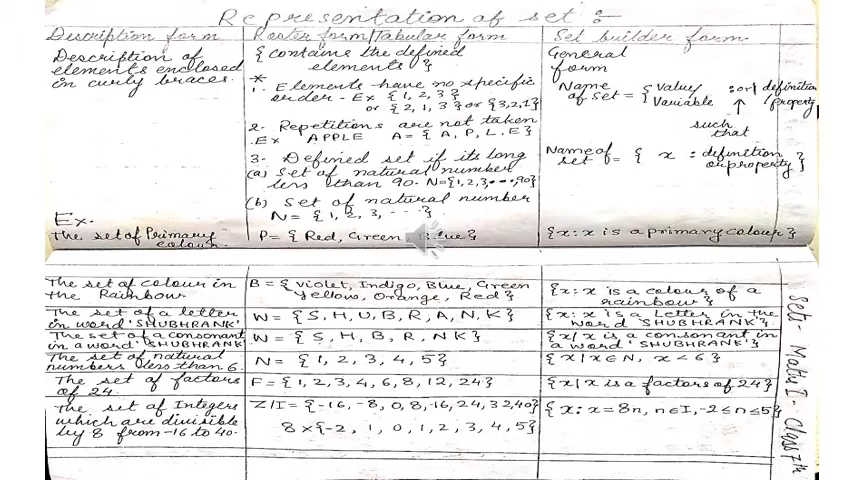 Representation of set :-
Description form
Roster form/Tabular form
Set builder form.
Description of
elements enclosed
in curly braces.
{ contains the defined
elements }
*
1. Elements have no specific
order - Ex {1, 2, 3}
or {2, 1, 3} or {3,2,1}
2. Repetitions are not taken
Ex APPLE A = { A, P, L, E }
3. Defined set if its long
(a) Set of natural number
less than 90. N={1,2,3,...,90}
(b) Set of natural number
N = {1, 2, 3, ----}
General
form
Name of set = { Value/Variable : or | definition/property
↑
such
that
Name of
set = { x : definition or property }
Ex.
The set of Primary
colour.
P = { Red, Green, Blue }
{x : x is a primary colour}
The set of colour in
the Rainbow
B = { violet, Indigo, Blue, Green
Yellow, Orange, Red }
{x : x is a colour of a
rainbow}
The set of a letter
in word 'SHUBHRANK'
W = {S, H, U, B, R, A, N, K}
{x : x is a Letter in the
word 'SHUBHRANK'}
The set of a consonant
in a word 'SHUBHRANK'
W = {S, H, B, R, N K}
{x/ x is a consonant in
a word 'SHUBHRANK'}
The set of natural
numbers less than 6.
N = {1, 2, 3, 4, 5}
{x | x∈N, x < 6}
The set of factors
of 24.
F = {1, 2, 3, 4, 6, 8, 12, 24}
{x| x is a factors of 24}
The set of Integers
which are divisible
by 8 from -16 to 40.
Z/I = {-16, -8, 0, 8, -16, 24, 32, 40}
8 × {-2, 1, 0, 1, 2, 3, 4, 5}
{x : x = 8n, n∈I, -2 ≤ n ≤ 5}
Sets - Maths I - Class 7th